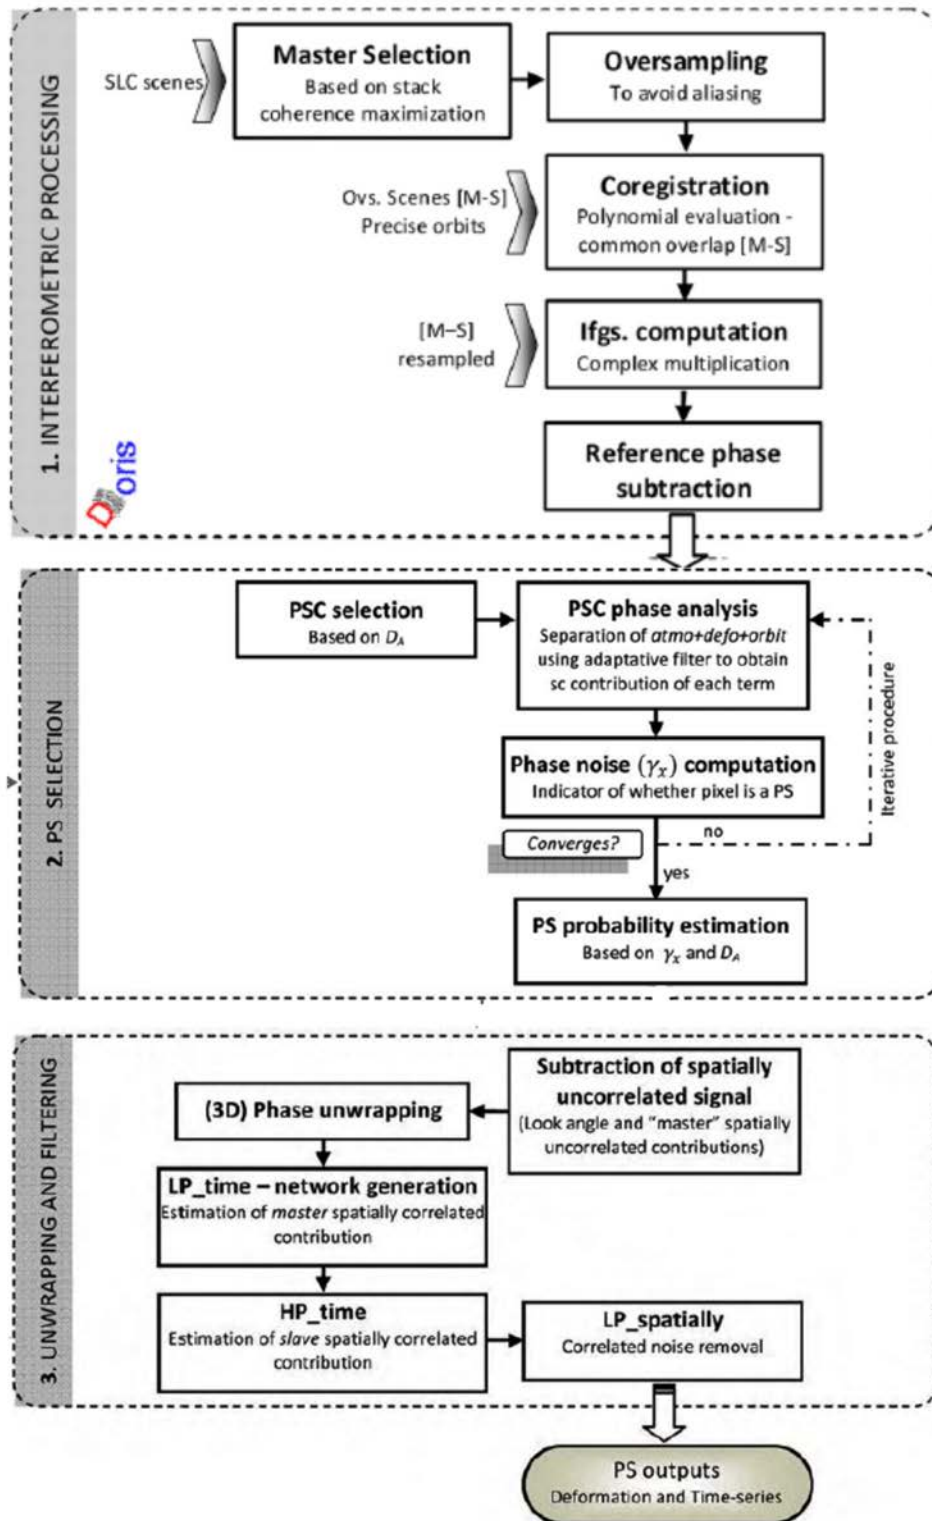 1. INTERFEROMETRIC PROCESSING
SLC scenes
Master Selection
Based on stack
coherence maximization
Oversampling
To avoid aliasing
Ovs. Scenes [M-S]
Precise orbits
Coregistration
Polynomial evaluation -
common overlap [M-S]
[M–S]
resampled
Ifgs. computation
Complex multiplication
Reference phase
subtraction
Doris
2. PS SELECTION
PSC selection
Based on D_A
PSC phase analysis
Separation of atmo+defo+orbit
using adaptative filter to obtain
sc contribution of each term
Phase noise (γ_x) computation
Indicator of whether pixel is a PS
Iterative procedure
Converges?
no
yes
PS probability estimation
Based on γ_x and D_A
3. UNWRAPPING AND FILTERING
Subtraction of spatially
uncorrelated signal
(Look angle and "master" spatially
uncorrelated contributions)
(3D) Phase unwrapping
LP_time – network generation
Estimation of master spatially correlated
contribution
HP_time
Estimation of slave spatially correlated
contribution
LP_spatially
Correlated noise removal
PS outputs
Deformation and Time-series